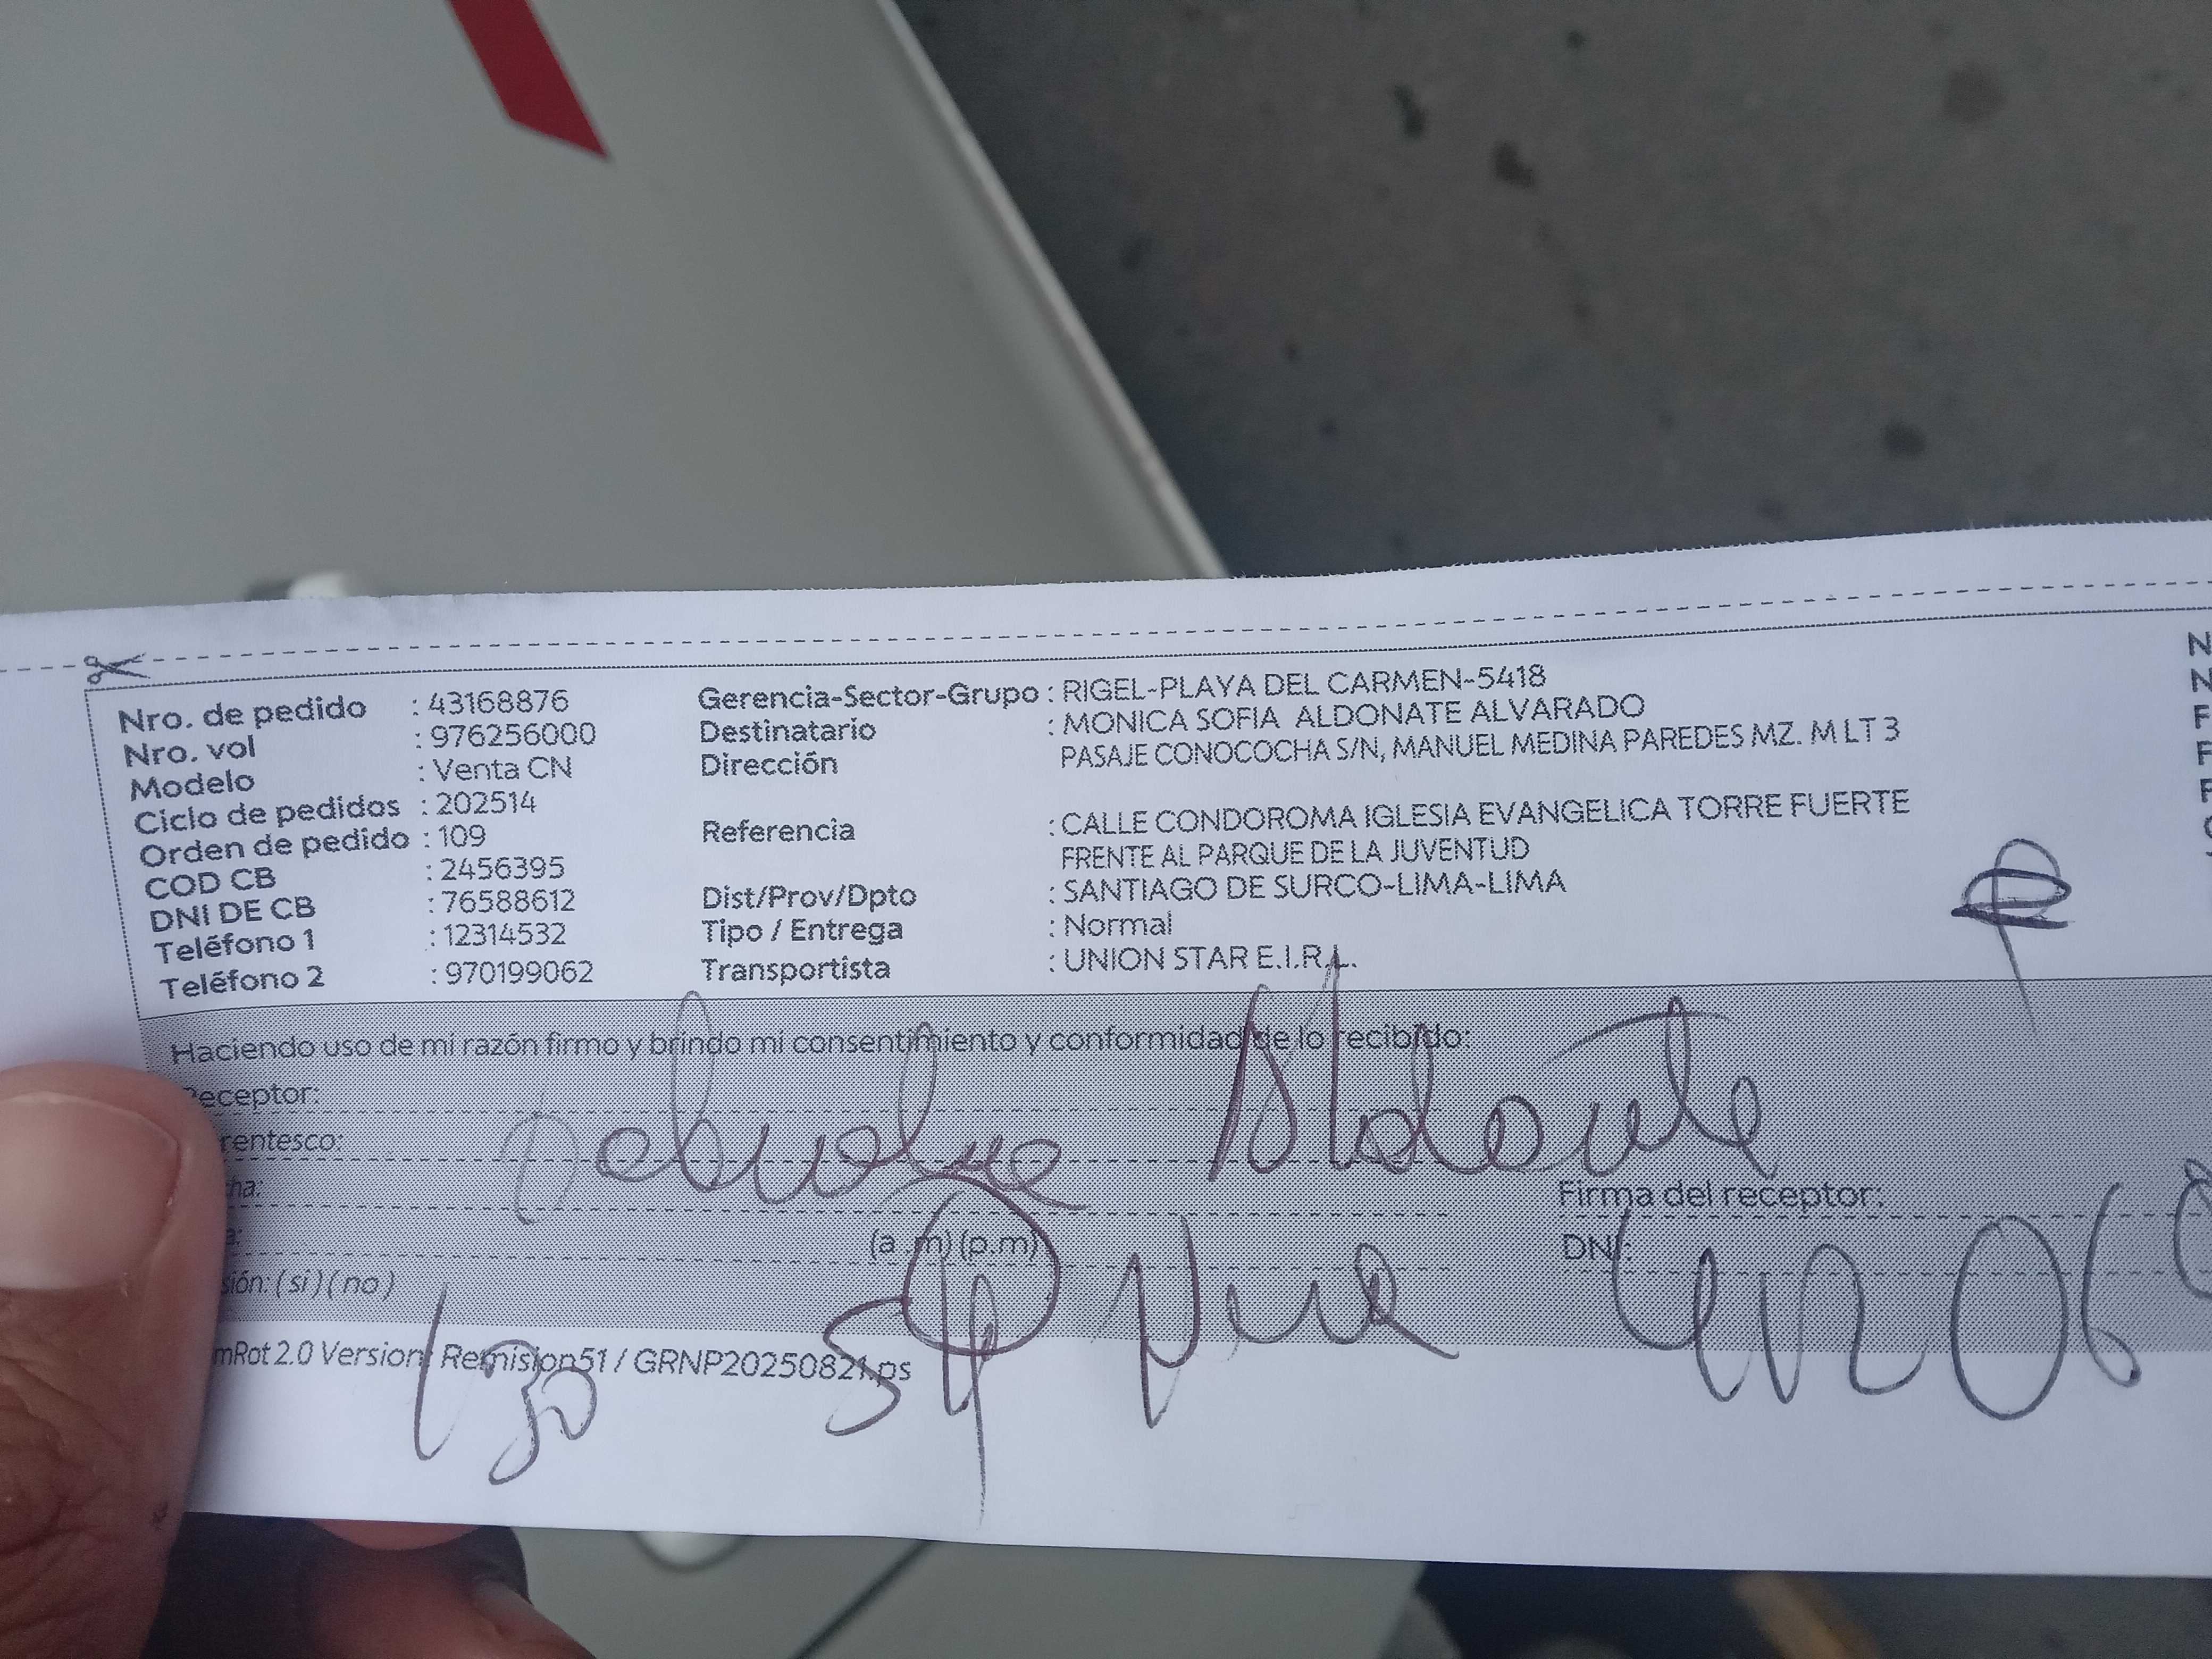 Nro. de pedido : 43168876
Nro. vol : 976256000
Modelo : Venta CN
Ciclo de pedidos : 202514
Orden de pedido : 109
COD CB : 2456395
DNI DE CB : 76588612
Teléfono 1 : 12314532
Teléfono 2 : 970199062
Gerencia-Sector-Grupo : RIGEL-PLAYA DEL CARMEN-5418
Destinatario : MONICA SOFIA ALDONATE ALVARADO
Dirección PASAJE CONOCOCHA S/N, MANUEL MEDINA PAREDES MZ. M LT 3
Referencia : CALLE CONDOROMA IGLESIA EVANGELICA TORRE FUERTE
FRENTE AL PARQUE DE LA JUVENTUD
Dist/Prov/Dpto : SANTIAGO DE SURCO-LIMA-LIMA
Tipo / Entrega : Normal
Transportista : UNION STAR E.I.R.L.
Haciendo uso de mi razón firmo y brindo mi consentimiento y conformidad de lo recibido:
Receptor:
rentesco:
ha:
Firma del receptor:
a: (a.m) (p.m)
DNI:
sión: ( si ) ( no )
mRot 2.0 Version: Remision51 / GRNP20250821.ps